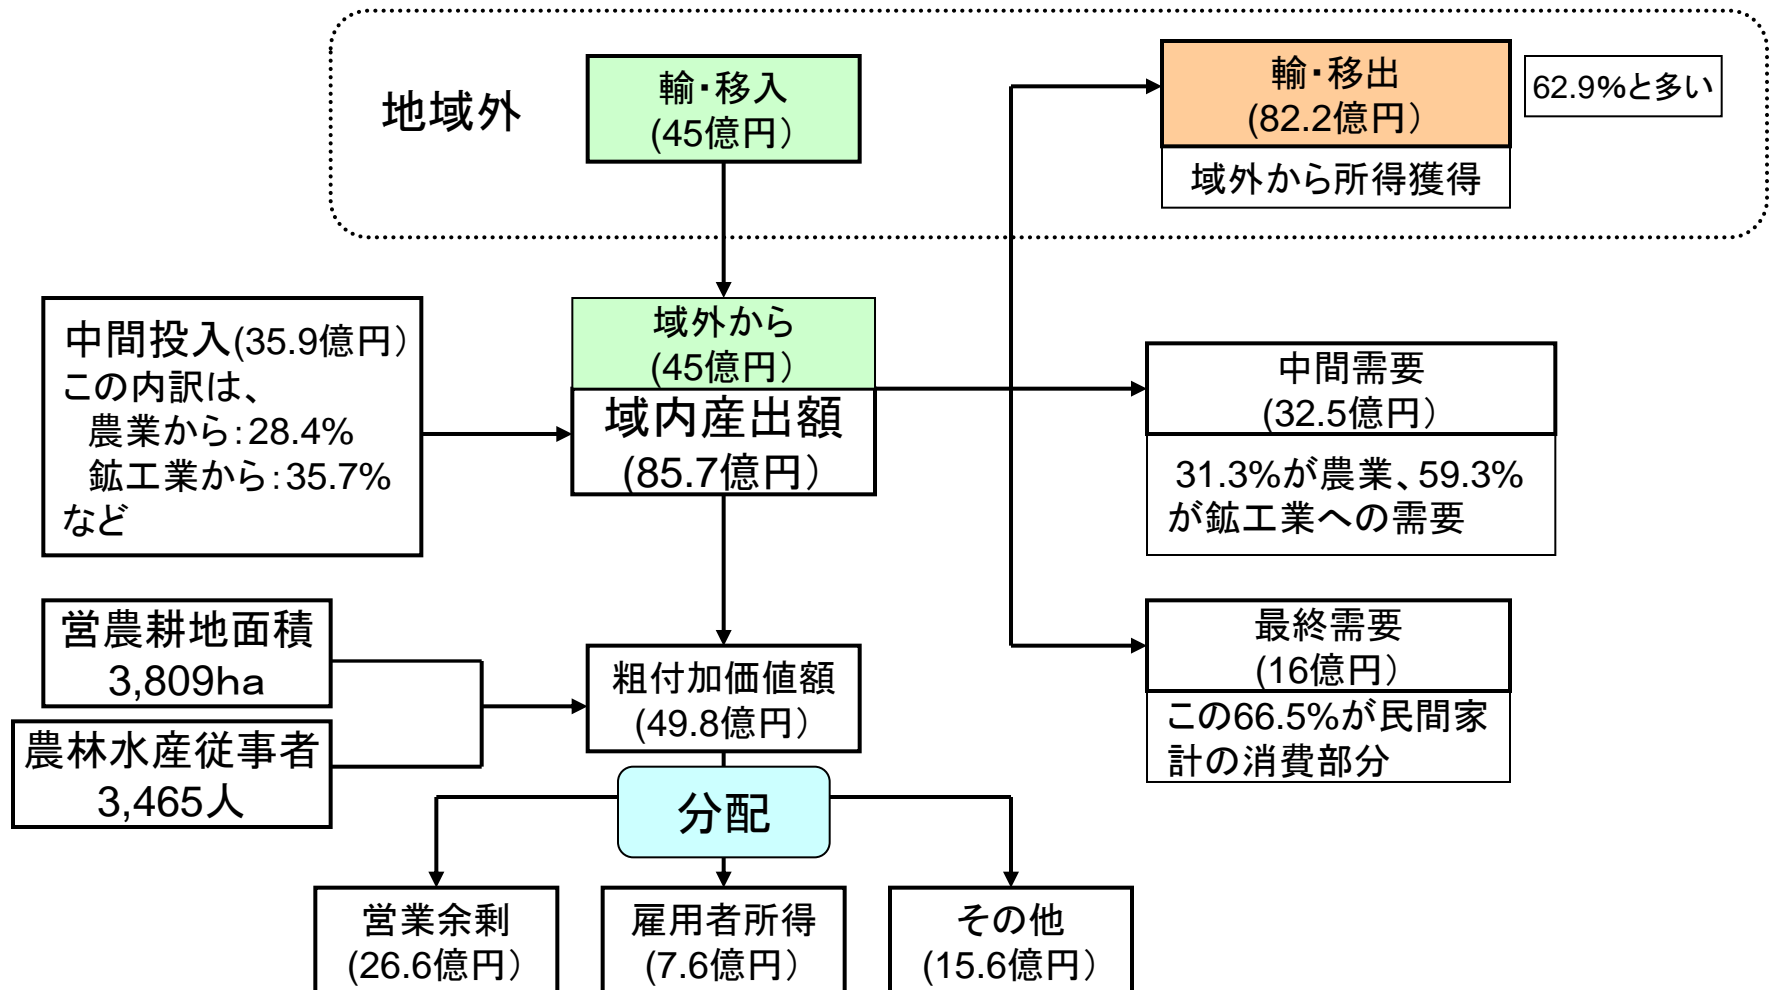 地域外
輸・移入
(45億円)
輸・移出
(82.2億円)
域外から所得獲得
62.9%と多い
中間投入(35.9億円)
この内訳は、
農業から:28.4%
鉱工業から:35.7%
など
域外から
(45億円)
域内産出額
(85.7億円)
中間需要
(32.5億円)
31.3%が農業、59.3%
が鉱工業への需要
営農耕地面積
3,809ha
農林水産従事者
3,465人
粗付加価値額
(49.8億円)
最終需要
(16億円)
この66.5%が民間家
計の消費部分
分配
営業余剰
(26.6億円)
雇用者所得
(7.6億円)
その他
(15.6億円)